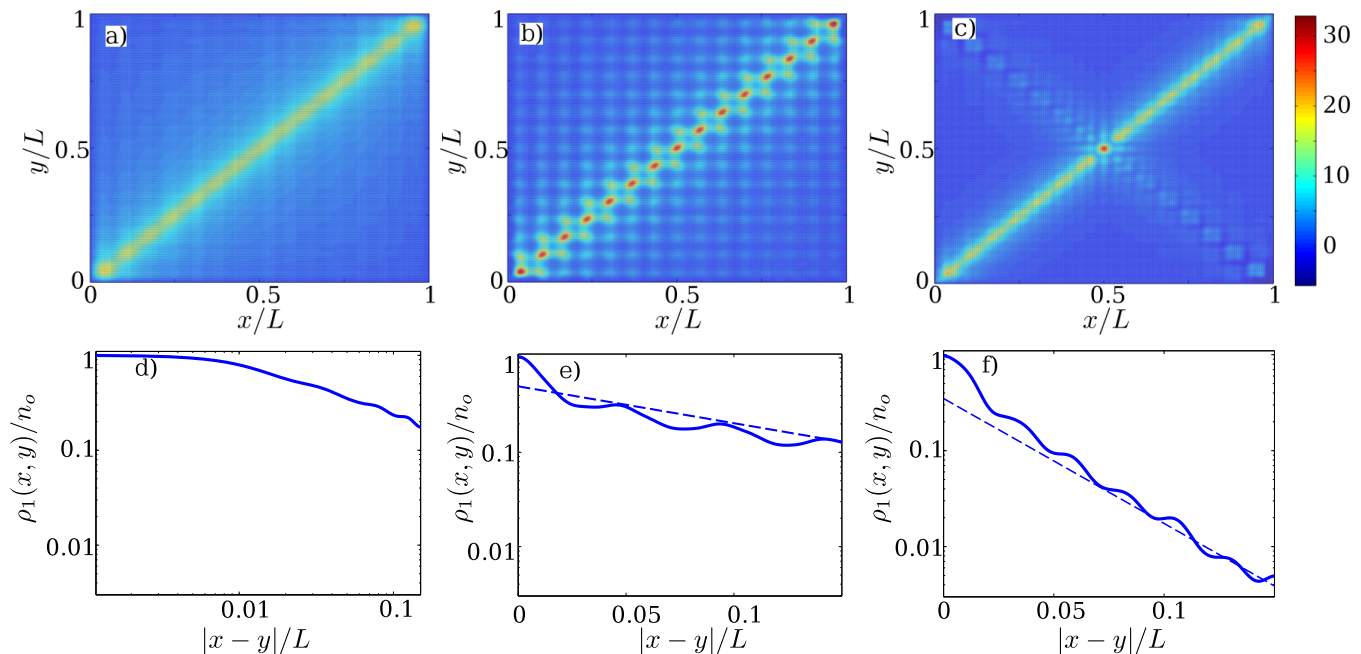 a)
1
y/L
0.5
0
0 0.5 1
x/L
b)
1
y/L
0.5
0
0 0.5 1
x/L
c)
1
y/L
0.5
0
0 0.5 1
x/L
30
20
10
0
d)
1
0.1
0.01
ρ₁(x, y)/nₒ
0.01 0.1
|x − y|/L
e)
1
0.1
0.01
ρ₁(x, y)/nₒ
0 0.05 0.1
|x − y|/L
f)
1
0.1
0.01
ρ₁(x, y)/nₒ
0 0.05 0.1
|x − y|/L